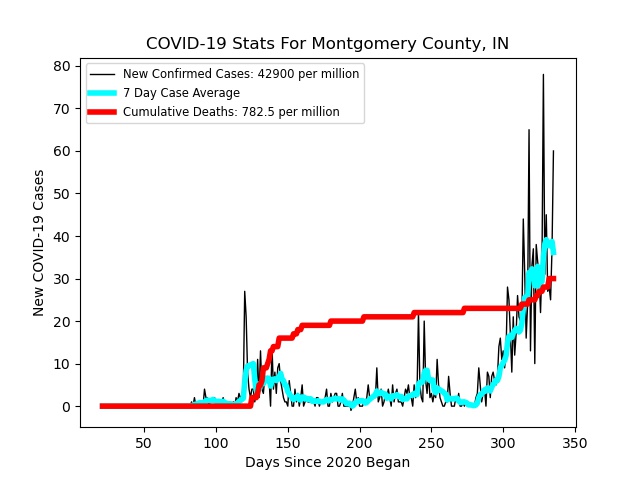 COVID-19 Stats For Montgomery County, IN
New Confirmed Cases: 42900 per million
7 Day Case Average
Cumulative Deaths: 782.5 per million
New COVID-19 Cases
80
70
60
50
40
30
20
10
0
50 100 150 200 250 300 350
Days Since 2020 Began